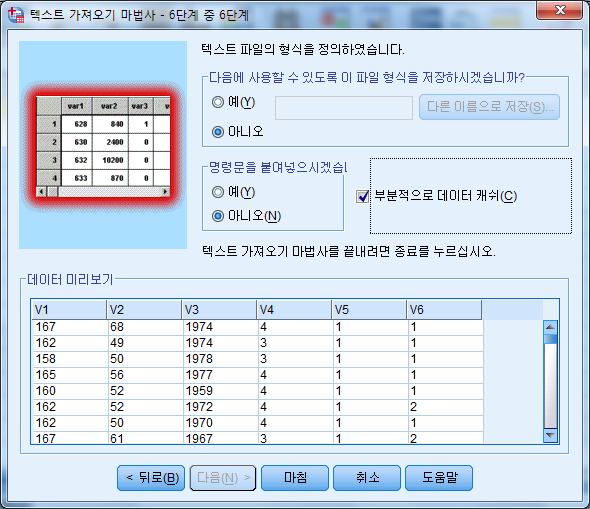 텍스트 가져오기 마법사 - 6단계 중 6단계
텍스트 파일의 형식을 정의하였습니다.
다음에 사용할 수 있도록 이 파일 형식을 저장하시겠습니까?
예(Y)
다른 이름으로 저장(S)...
아니오
var1 var2 var3
1 628 840 1
2 630 2400 0
3 632 10200 0
4 633 870 0
명령문을 붙여넣으시겠습니
예(Y)
아니오(N)
부분적으로 데이터 캐쉬(C)
텍스트 가져오기 마법사를 끝내려면 종료를 누르십시오.
데이터 미리보기
V1 V2 V3 V4 V5 V6
167 68 1974 4 1 1
162 49 1974 3 1 1
158 50 1978 3 1 1
165 56 1977 4 1 1
160 52 1959 4 1 1
162 52 1972 4 1 2
162 50 1970 4 1 1
167 61 1967 3 1 2
< 뒤로(B) 다음(N) > 마침 취소 도움말